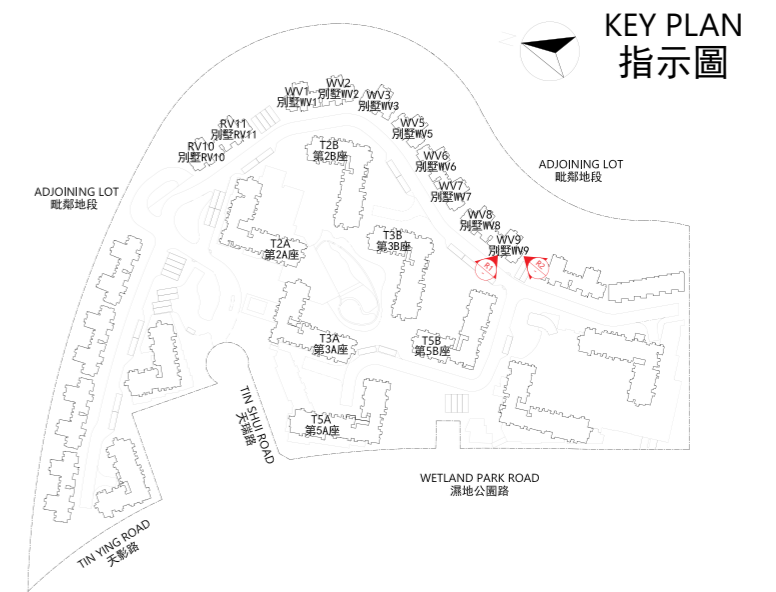 KEY PLAN
指示圖
N
WV1
別墅WV1
WV2
別墅WV2
WV3
別墅WV3
RV11
別墅RV11
WV5
別墅WV5
RV10
別墅RV10
T2B
第2B座
WV6
別墅WV6
ADJOINING LOT
毗鄰地段
ADJOINING LOT
毗鄰地段
WV7
別墅WV7
WV8
別墅WV8
T2A
第2A座
T3B
第3B座
WV9
別墅WV9
R1
R2
T3A
第3A座
T5B
第5B座
TIN SHUI ROAD
天瑞路
T5A
第5A座
WETLAND PARK ROAD
濕地公園路
TIN YING ROAD
天影路